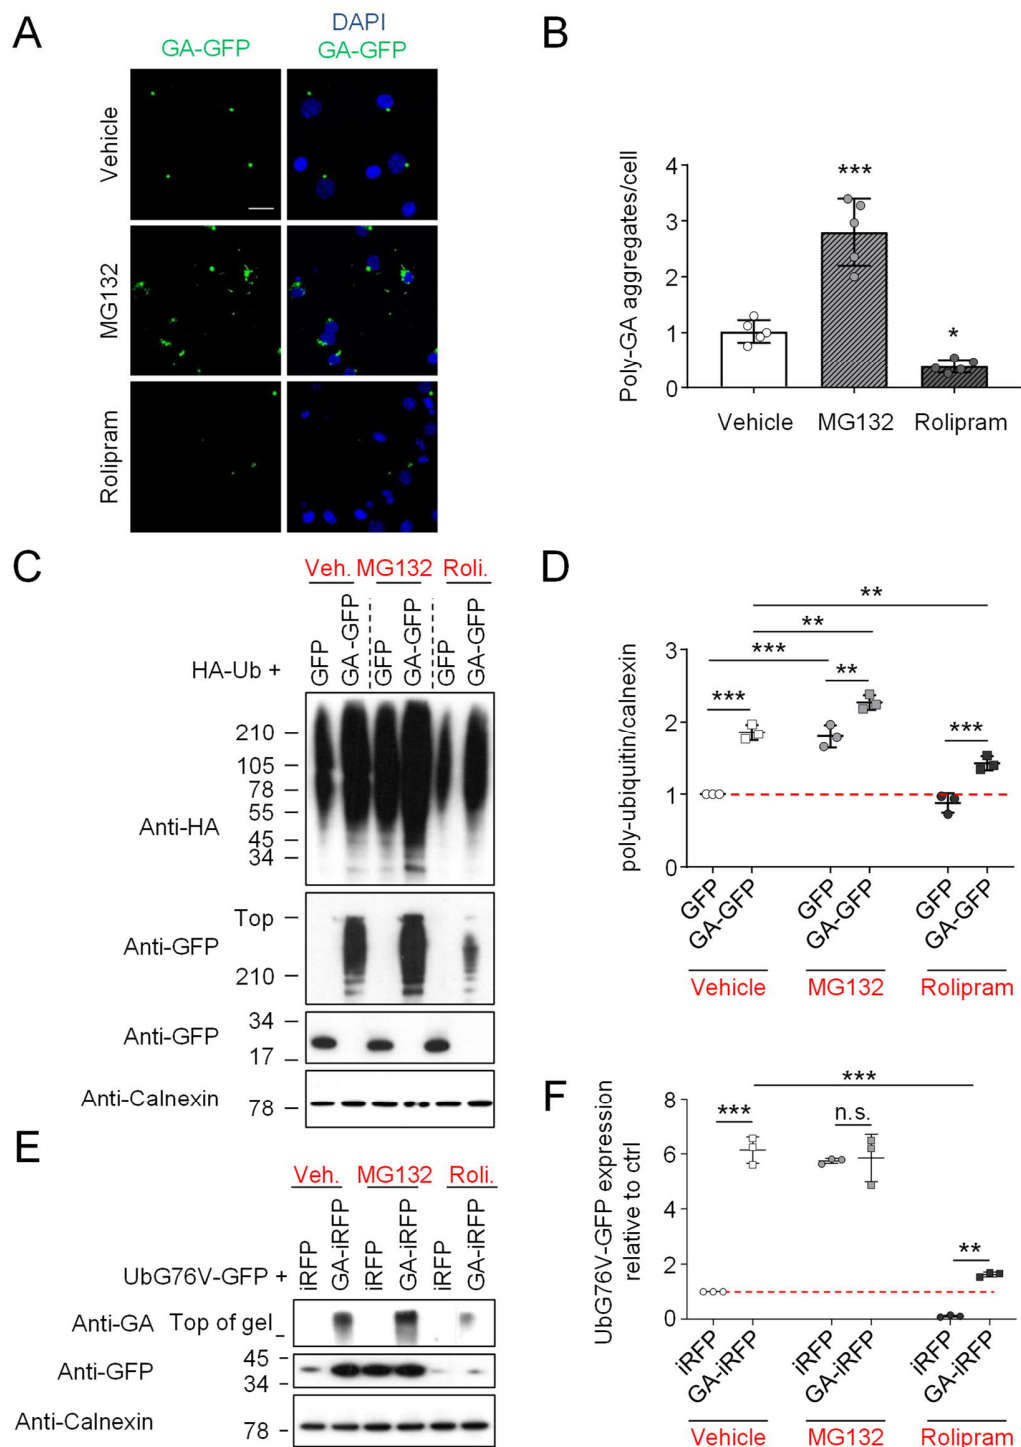 A
DAPI
GA-GFP
GA-GFP
Vehicle
MG132
Rolipram
B
Poly-GA aggregates/cell
4
3
2
1
0
***
*
Vehicle
MG132
Rolipram
C
Veh. MG132 Roli.
HA-Ub +
GFP
GA-GFP
GFP
GA-GFP
GFP
GA-GFP
210
105
78
55
45
34
Anti-HA
Top
Anti-GFP
210
34
Anti-GFP
17
Anti-Calnexin
78
D
poly-ubiquitin/calnexin
3
2
1
0
**
**
***
**
***
***
GFP
GA-GFP
GFP
GA-GFP
GFP
GA-GFP
Vehicle
MG132
Rolipram
E
Veh. MG132 Roli.
UbG76V-GFP +
iRFP
GA-iRFP
iRFP
GA-iRFP
iRFP
GA-iRFP
Anti-GA
Top of gel
Anti-GFP
45
34
Anti-Calnexin
78
F
UbG76V-GFP expression
relative to ctrl
8
6
4
2
0
***
***
n.s.
**
iRFP
GA-iRFP
iRFP
GA-iRFP
iRFP
GA-iRFP
Vehicle
MG132
Rolipram